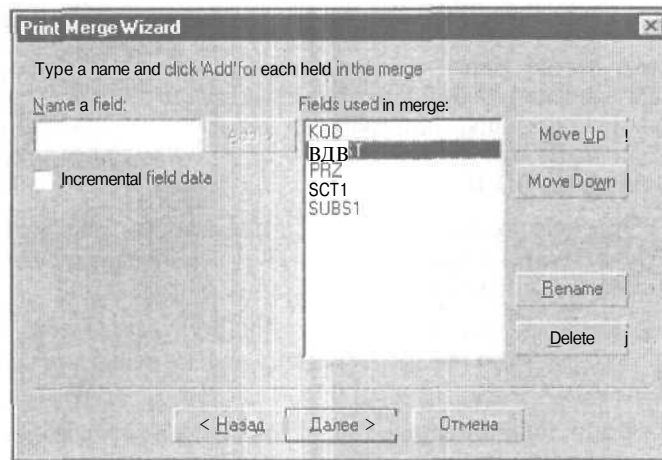 Print Merge Wizard
Type a name and click 'Add' for each held in the merge
Name a field:
Fields used in merge:
Add >
KOD
ВДВ
PRZ
SCT1
SUBS1
Incremental field data
Move Up
Move Down
Rename
Delete
< Назад
Далее >
Отмена